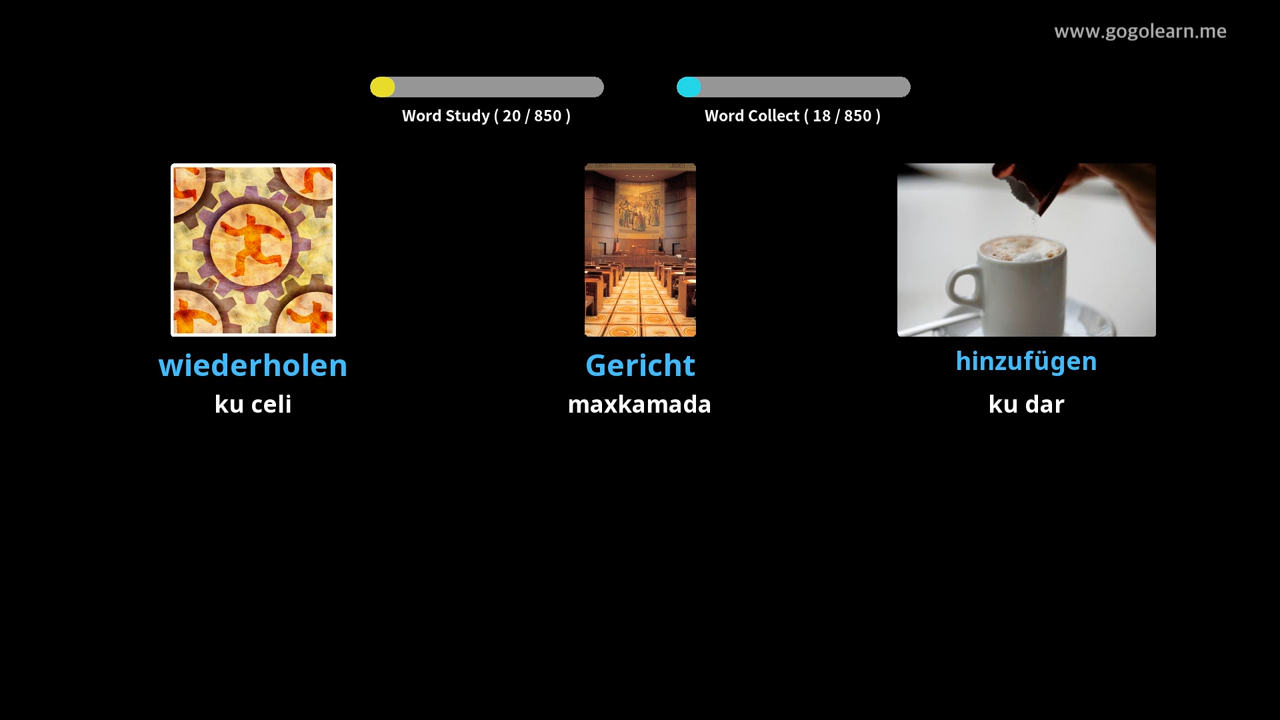 www.gogolearn.me
Word Study ( 20 / 850 )
Word Collect ( 18 / 850 )
wiederholen
ku celi
Gericht
maxkamada
hinzufügen
ku dar